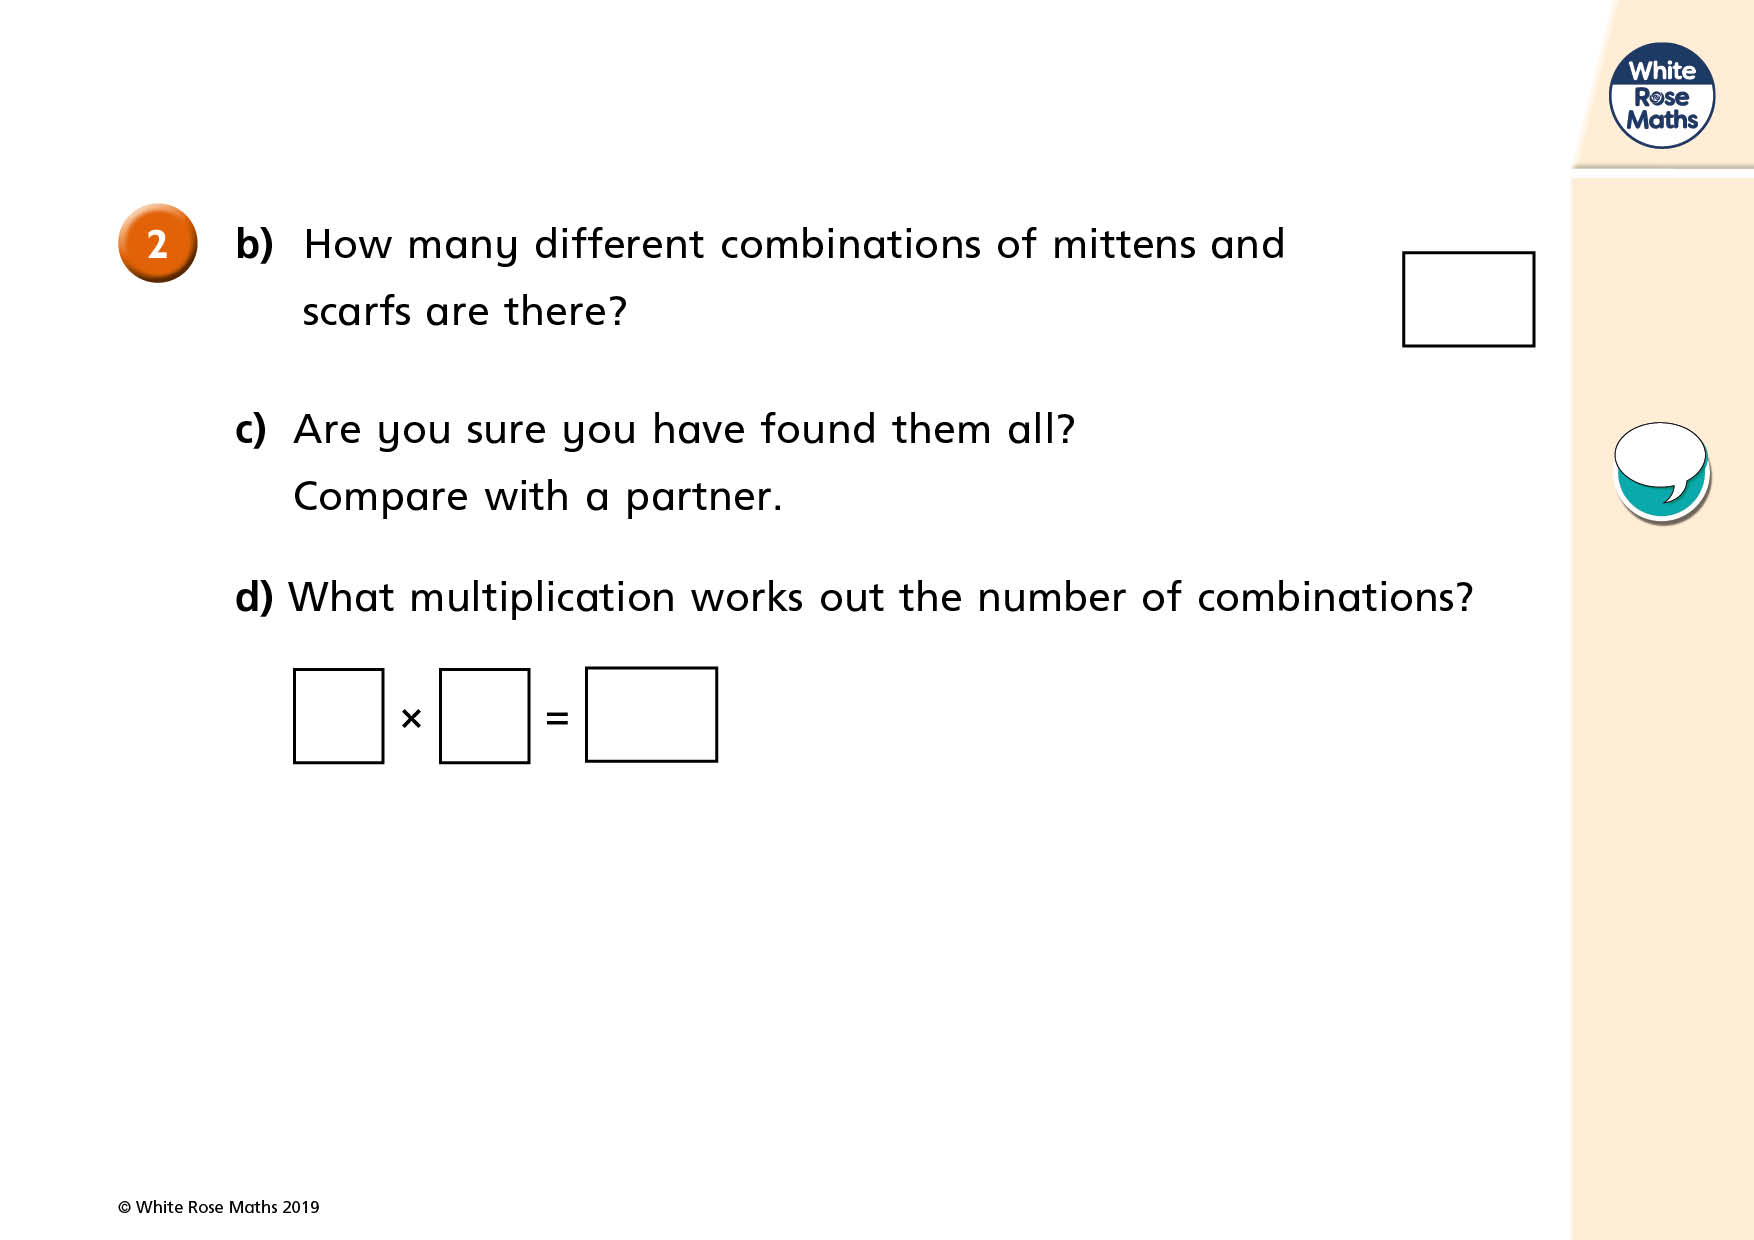 White
Rose
Maths
2 b) How many different combinations of mittens and
scarfs are there?
c) Are you sure you have found them all?
Compare with a partner.
d) What multiplication works out the number of combinations?
× =
© White Rose Maths 2019